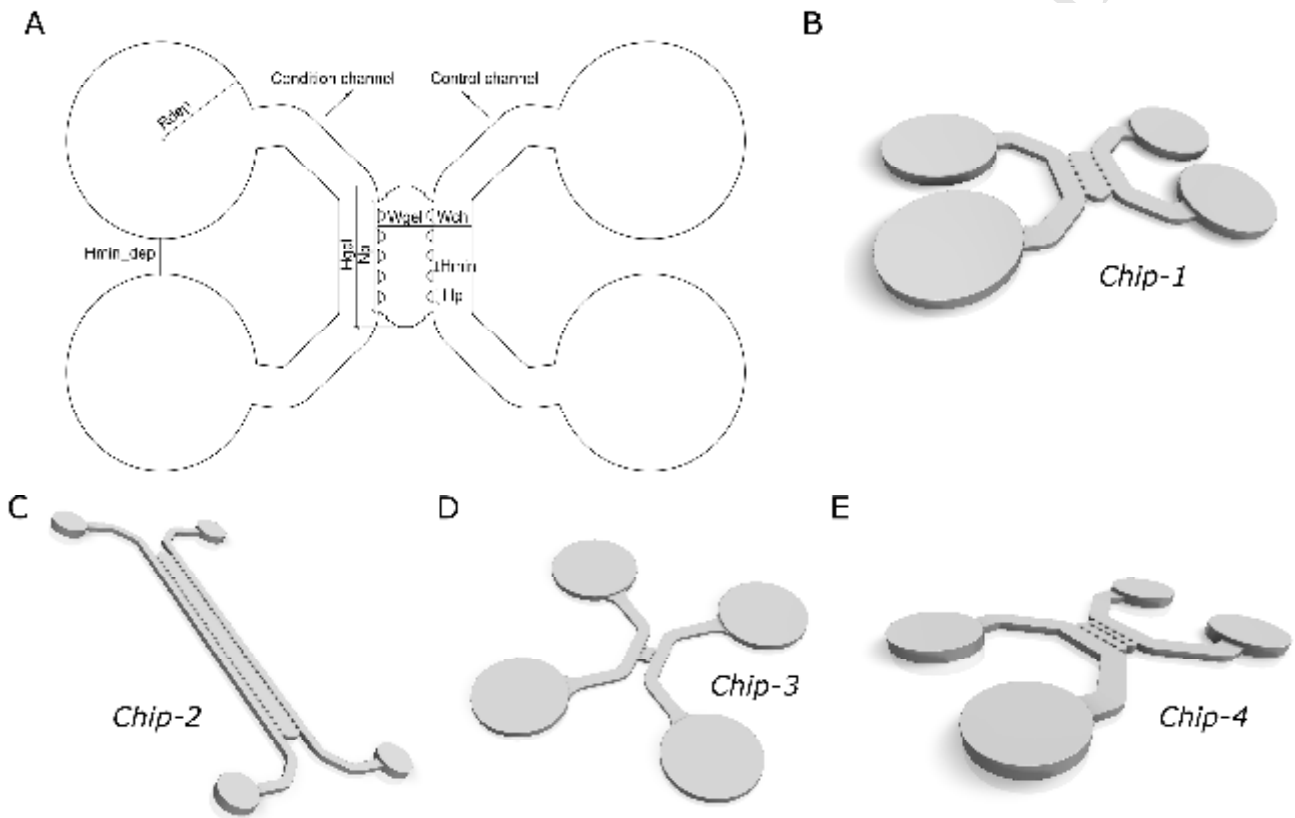 A
B
Condition channel
Control channel
Rdep
Wgel
Wch
Hmin_dep
Hgel
Hmin
Hp
Chip-1
C
D
E
Chip-2
Chip-3
Chip-4